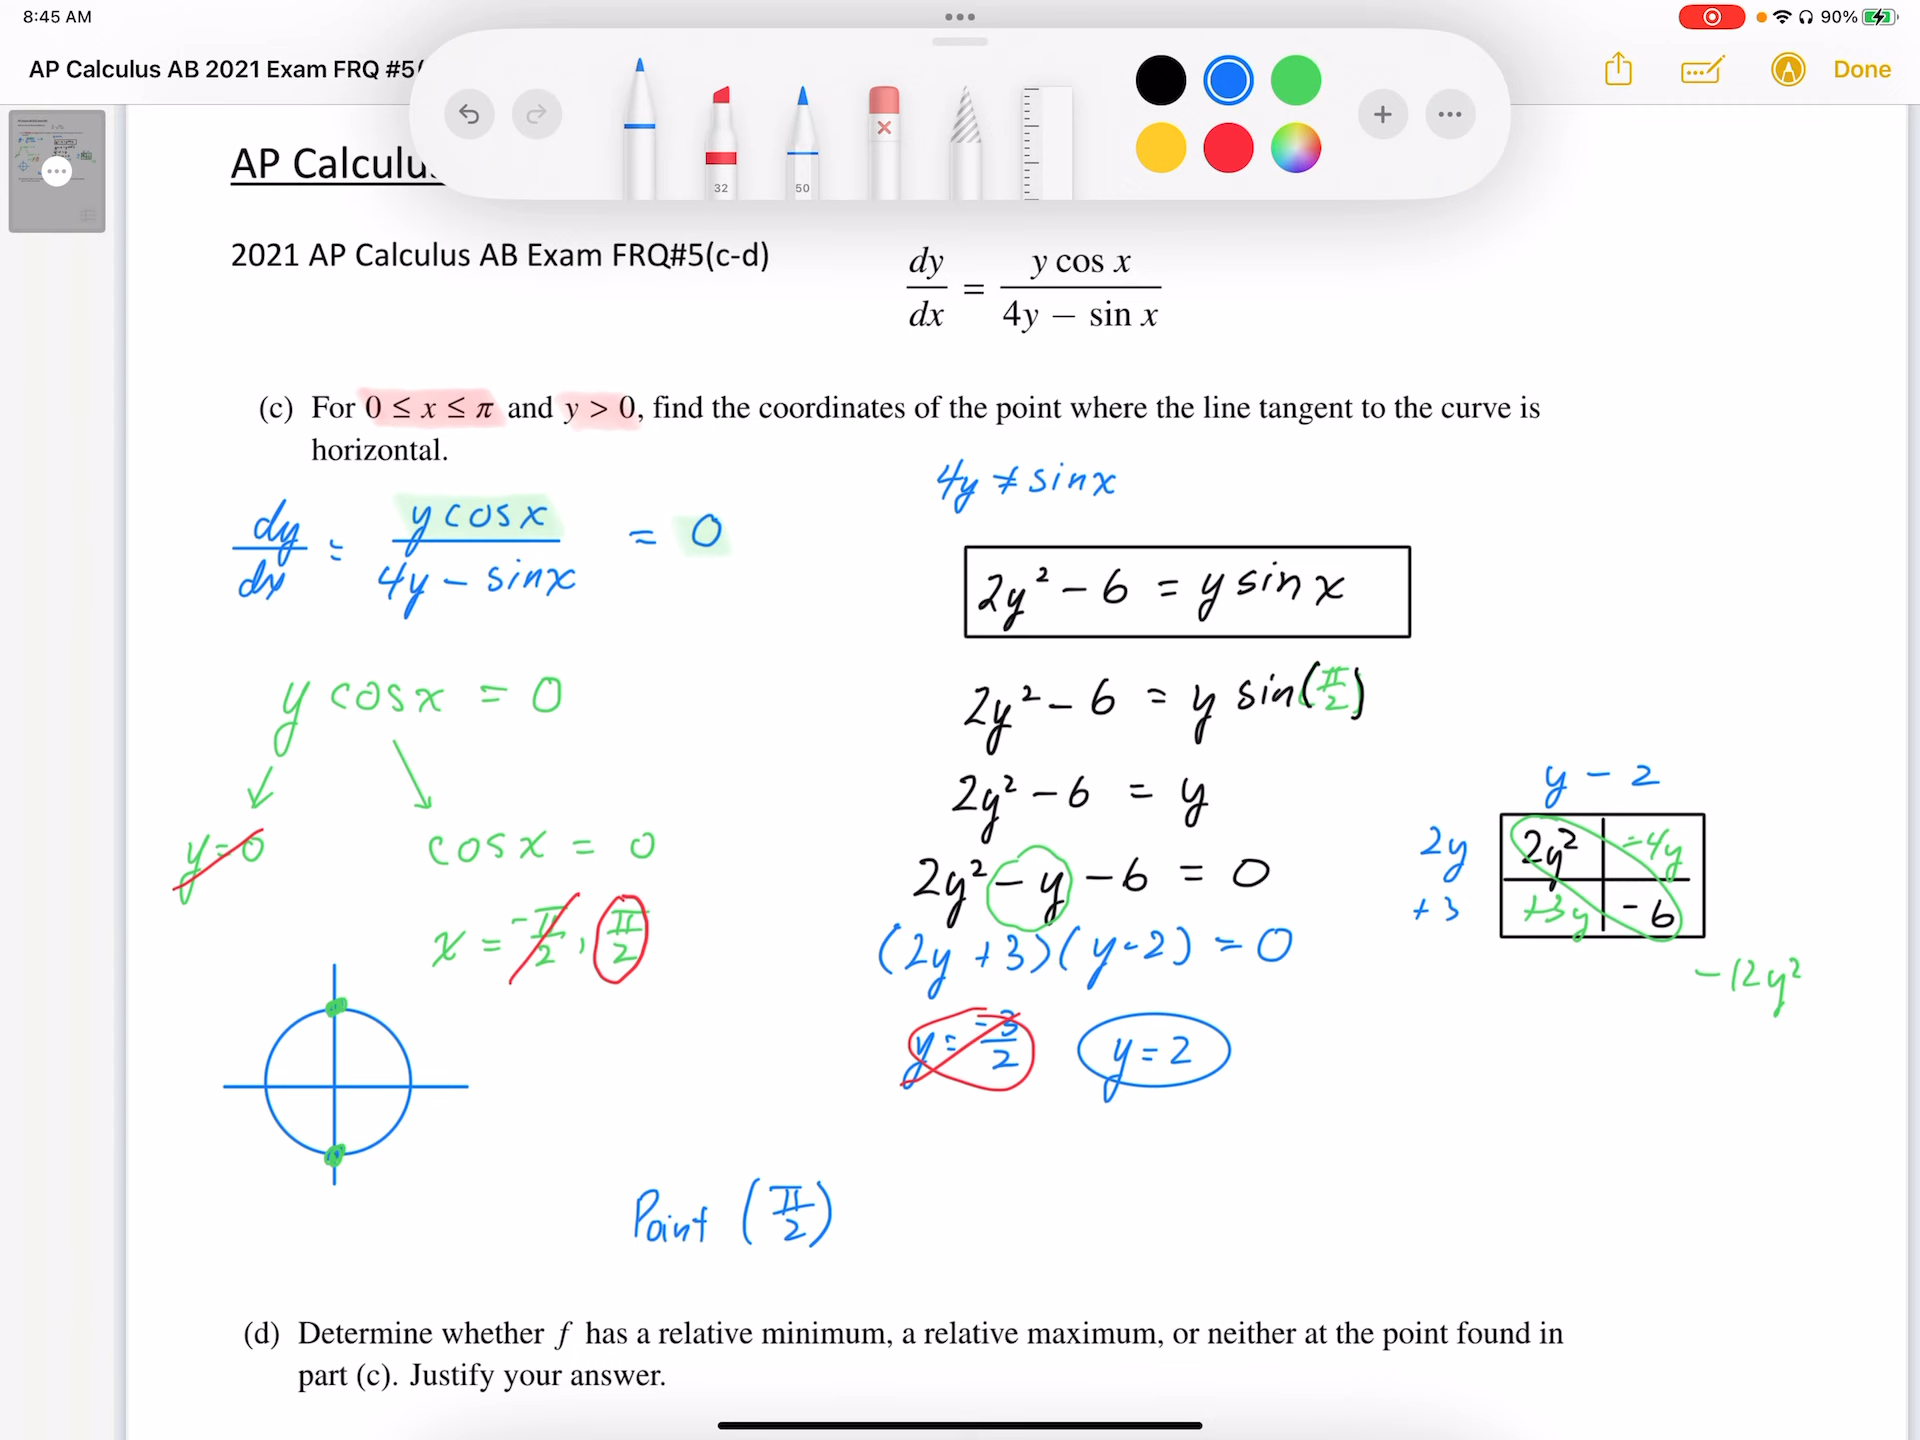 8:45 AM
90%
AP Calculus AB 2021 Exam FRQ #5(
Done
32
50
AP Calculu
2021 AP Calculus AB Exam FRQ#5(c-d)
dy/dx = y cos x / 4y − sin x
(c) For 0 ≤ x ≤ π and y > 0, find the coordinates of the point where the line tangent to the curve is
horizontal.
4y ≠ sinx
dy/dx = y cosx / 4y − sinx = 0
2y² − 6 = y sin x
y cosx = 0
2y² − 6 = y sin(π/2)
2y² − 6 = y
y − 2
y=0
cosx = 0
2y² − y − 6 = 0
2y
2y²
−4y
+3
+3y
−6
x = −π/2, π/2
(2y +3)(y−2) = 0
−12y²
y = −3/2
y = 2
Point (π/2)
(d) Determine whether f has a relative minimum, a relative maximum, or neither at the point found in
part (c). Justify your answer.